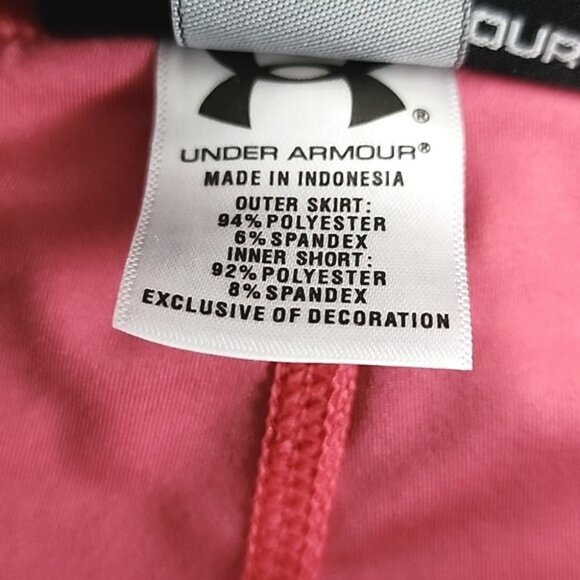 OUR
UNDER ARMOUR®
MADE IN INDONESIA
OUTER SKIRT:
94% POLYESTER
6% SPANDEX
INNER SHORT:
92% POLYESTER
8% SPANDEX
EXCLUSIVE OF DECORATION